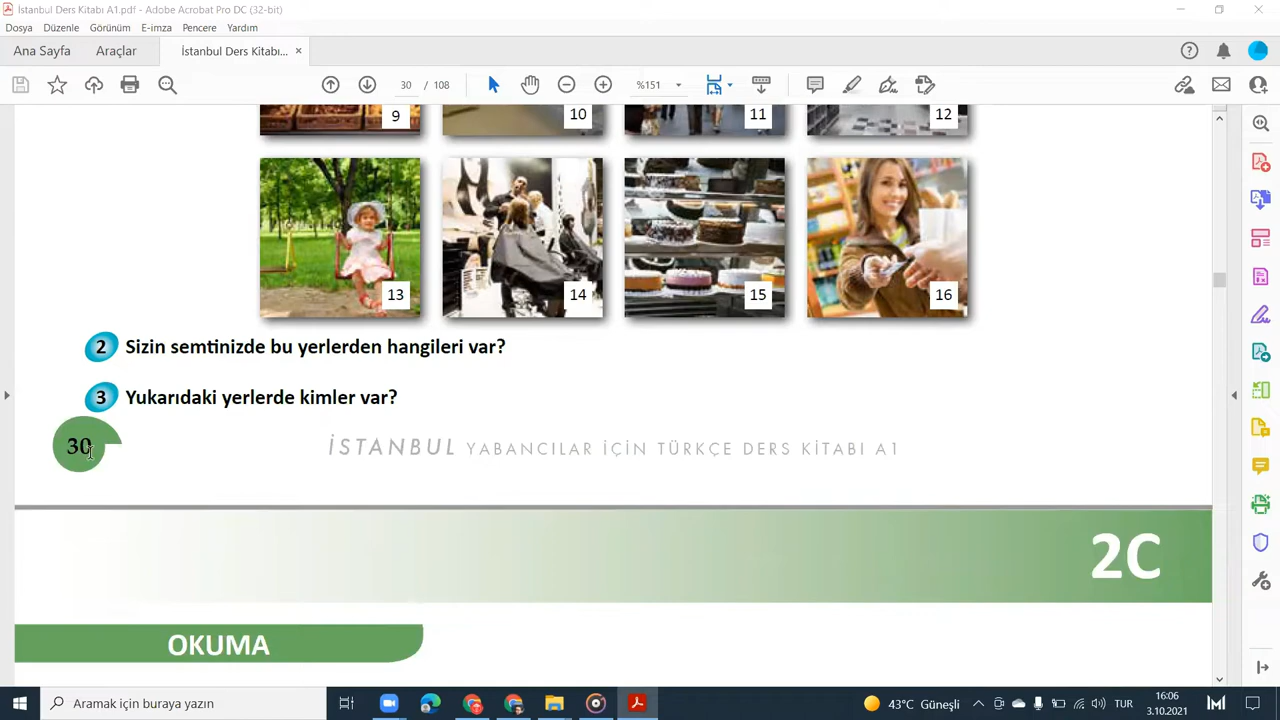 İstanbul Ders Kitabı A1.pdf - Adobe Acrobat Pro DC (32-bit)
Dosya Düzenle Görünüm E-imza Pencere Yardım
Ana Sayfa Araçlar İstanbul Ders Kitabı... ×
30 / 108 %151
9 10 11 12
13 14 15 16
2 Sizin semtinizde bu yerlerden hangileri var?
3 Yukarıdaki yerlerde kimler var?
30
İSTANBUL YABANCILAR İÇİN TÜRKÇE DERS KİTABI A1
2C
OKUMA
Aramak için buraya yazın
43°C Güneşli
TUR
16:06
3.10.2021